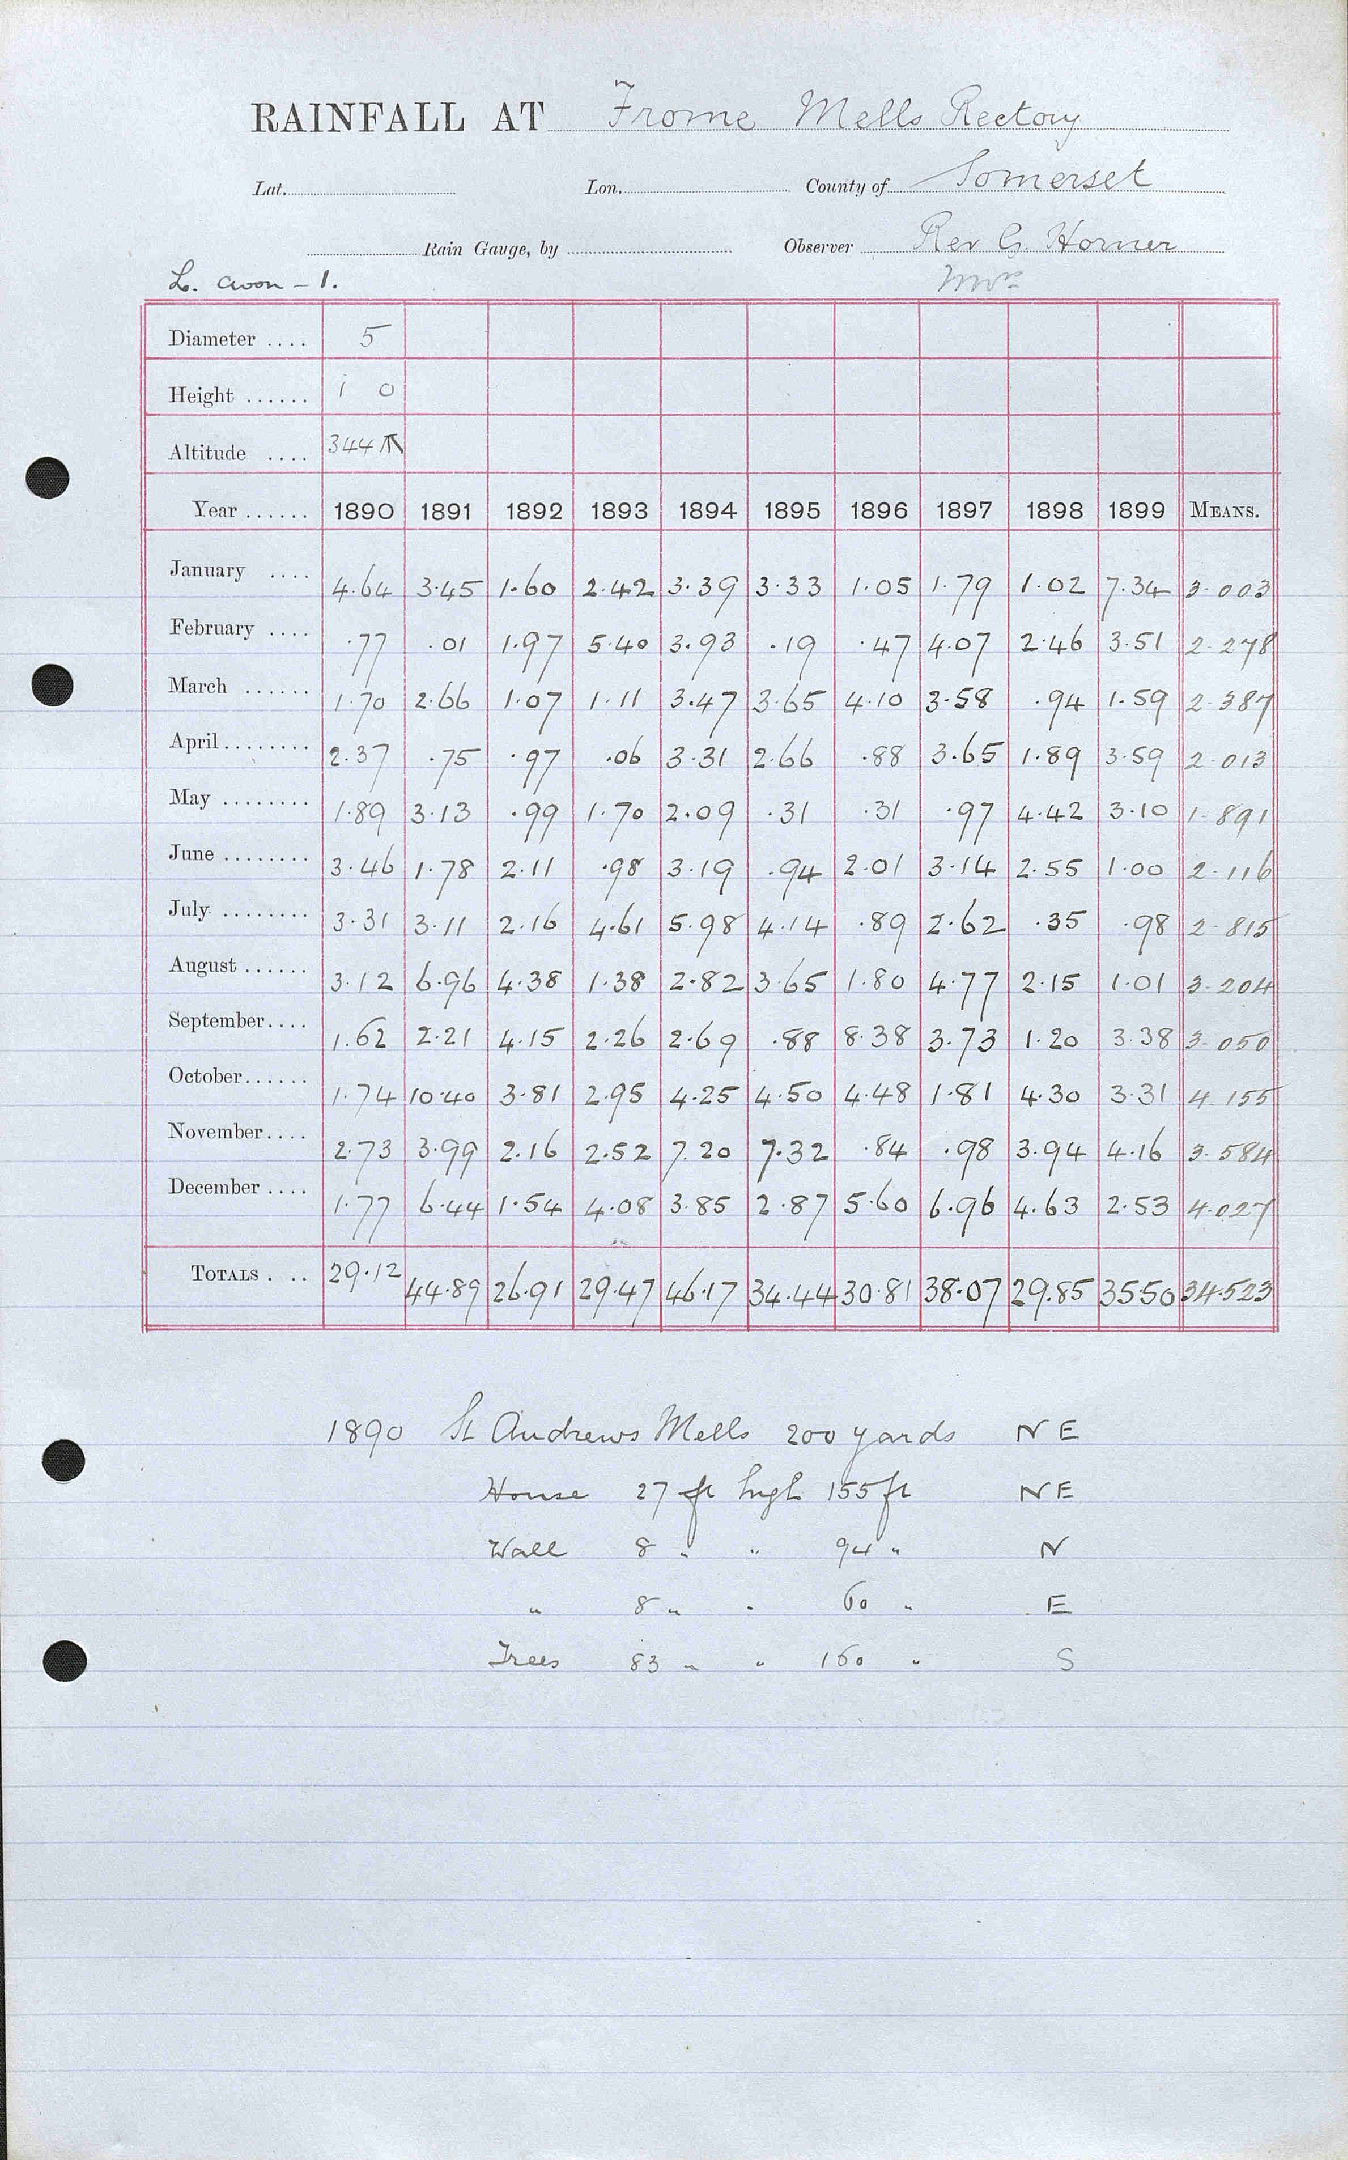 RAINFALL AT Frome Mells Rectory
Lat. Lon. County of Somerset
Rain Gauge, by Observer Rev G. Horner
L. Avon - 1. Mrs
Diameter .... 5
Height ...... 1 0
Altitude .... 344
Year ...... 1890 1891 1892 1893 1894 1895 1896 1897 1898 1899 MEANS.
January .... 4.64 3.45 1.60 2.42 3.39 3.33 1.05 1.79 1.02 7.34 3.003
February .... .77 .01 1.97 5.40 3.93 .19 .47 4.07 2.46 3.51 2.278
March ...... 1.70 2.66 1.07 1.11 3.47 3.65 4.10 3.58 .94 1.59 2.387
April ........ 2.37 .75 .97 .06 3.31 2.66 .88 3.65 1.89 3.59 2.013
May ........ 1.89 3.13 .99 1.70 2.09 .31 .31 .97 4.42 3.10 1.891
June ........ 3.46 1.78 2.11 .98 3.19 .94 2.01 3.14 2.55 1.00 2.116
July ........ 3.31 3.11 2.16 4.61 5.98 4.14 .89 2.62 .35 .98 2.815
August ...... 3.12 6.96 4.38 1.38 2.82 3.65 1.80 4.77 2.15 1.01 3.204
September .... 1.62 2.21 4.15 2.26 2.69 .88 8.38 3.73 1.20 3.38 3.050
October ...... 1.74 10.40 3.81 2.95 4.25 4.50 4.48 1.81 4.30 3.31 4.155
November .... 2.73 3.99 2.16 2.52 7.20 7.32 .84 .98 3.94 4.16 3.584
December .... 1.77 6.44 1.54 4.08 3.85 2.87 5.60 6.96 4.63 2.53 4.027
TOTALS . .. 29.12 44.89 26.91 29.47 46.17 34.44 30.81 38.07 29.85 35 50 34.523
1890 St Andrews Mells 200 yards N E
House 27 ft high 155 ft N E
Wall 8 " " 94 " N
" 8 " " 60 " E
Trees 83 " " 160 " S